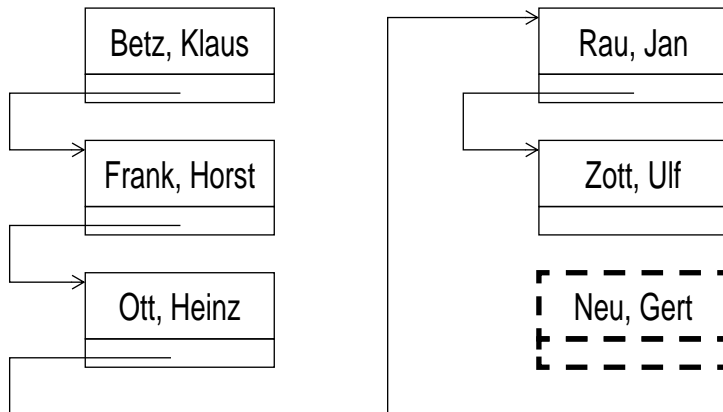 Betz, Klaus
Frank, Horst
Ott, Heinz
Rau, Jan
Zott, Ulf
Neu, Gert